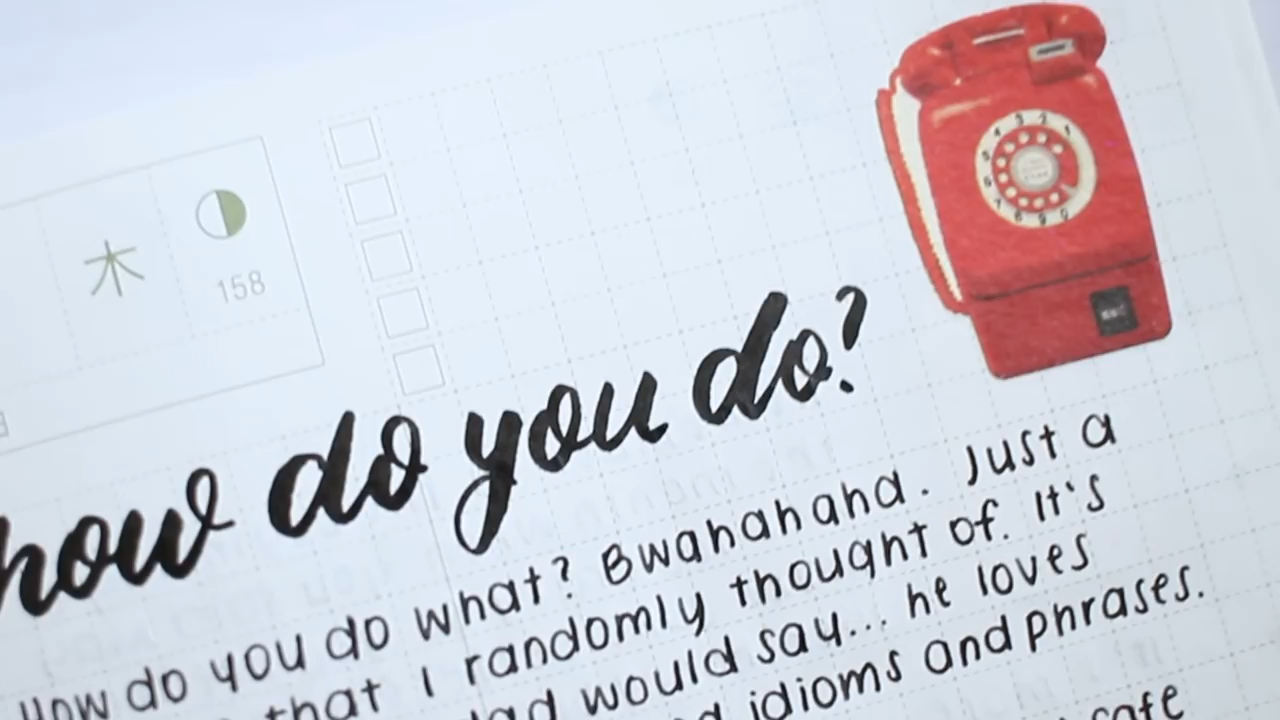 木
158
how do you do?
How do you do what? Bwahahaha. Just a
that I randomly thought of. It's
dad would say... he loves
idioms and phrases.